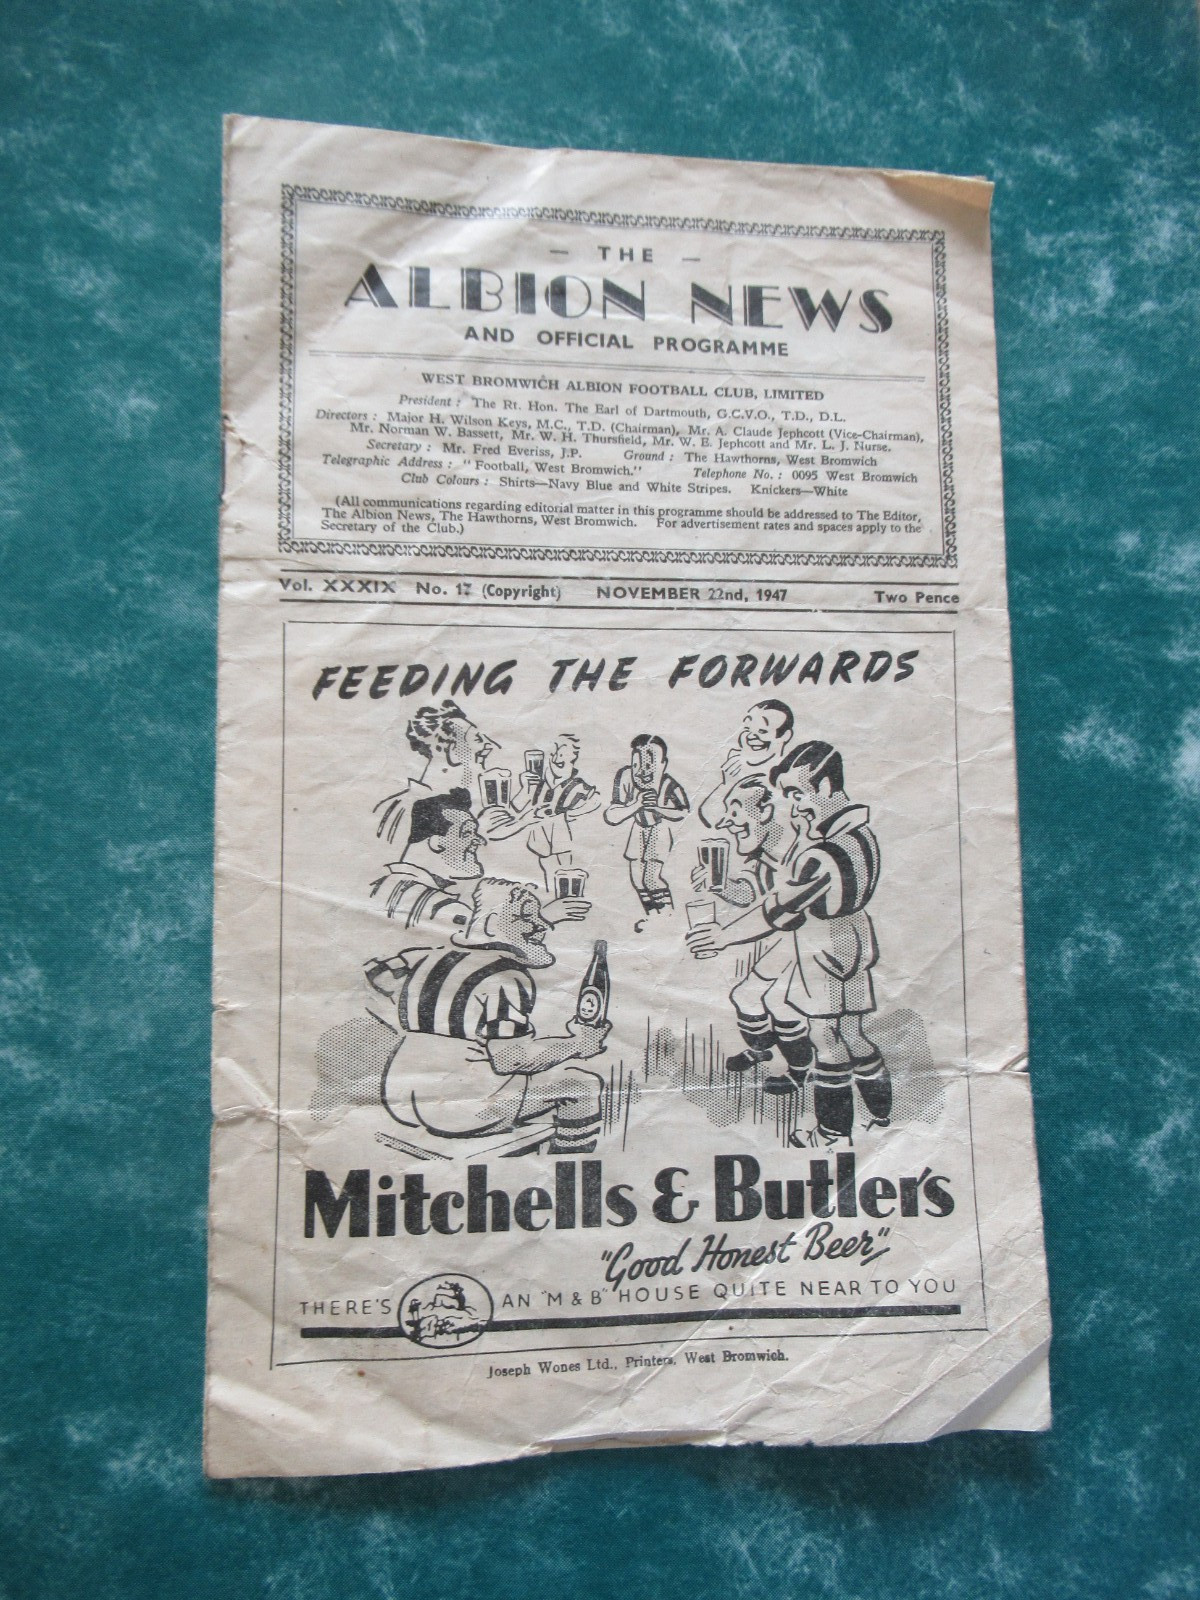 — THE —
ALBION NEWS
AND OFFICIAL PROGRAMME
WEST BROMWICH ALBION FOOTBALL CLUB, LIMITED
President : The Rt. Hon. The Earl of Dartmouth, G.C.V.O., T.D., D.L.
Directors : Major H. Wilson Keys, M.C., T.D. (Chairman), Mr. A. Claude Jephcott (Vice-Chairman),
Mr. Norman W. Bassett, Mr. W. H. Thursfield, Mr. W. E. Jephcott and Mr. L. J. Nurse.
Secretary : Mr. Fred Everiss, J.P. Ground : The Hawthorns, West Bromwich
Telegraphic Address : "Football, West Bromwich." Telephone No. : 0095 West Bromwich
Club Colours : Shirts—Navy Blue and White Stripes. Knickers—White
(All communications regarding editorial matter in this programme should be addressed to The Editor,
The Albion News, The Hawthorns, West Bromwich. For advertisement rates and spaces apply to the
Secretary of the Club.)
Vol. XXXIX No. 17 (Copyright) NOVEMBER 22nd, 1947 Two Pence
FEEDING THE FORWARDS
Mitchells & Butler's
"Good Honest Beer"
THERE'S AN "M & B" HOUSE QUITE NEAR TO YOU
Joseph Wones Ltd., Printers, West Bromwich.